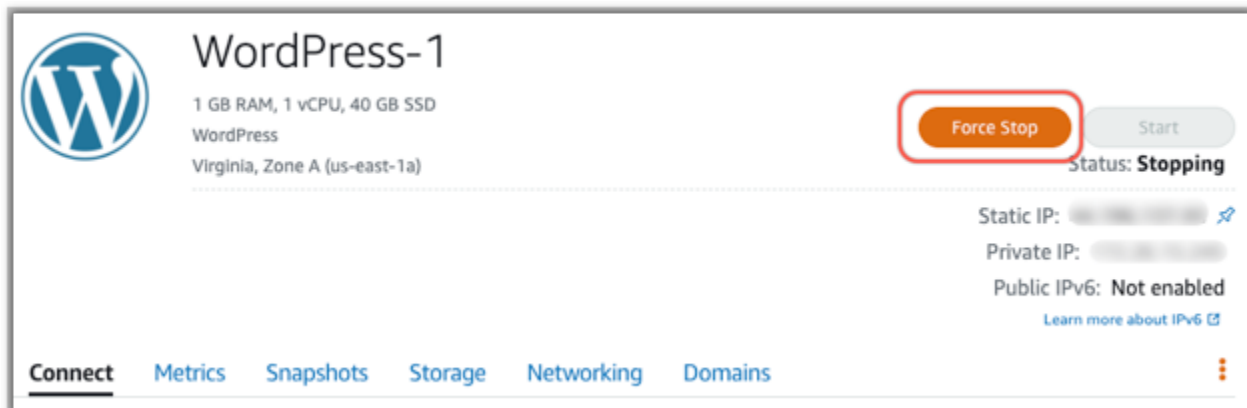 WordPress-1
1 GB RAM, 1 vCPU, 40 GB SSD
WordPress
Virginia, Zone A (us-east-1a)
Force Stop
Start
Status: Stopping
Static IP:
Private IP:
Public IPv6: Not enabled
Learn more about IPv6
Connect Metrics Snapshots Storage Networking Domains